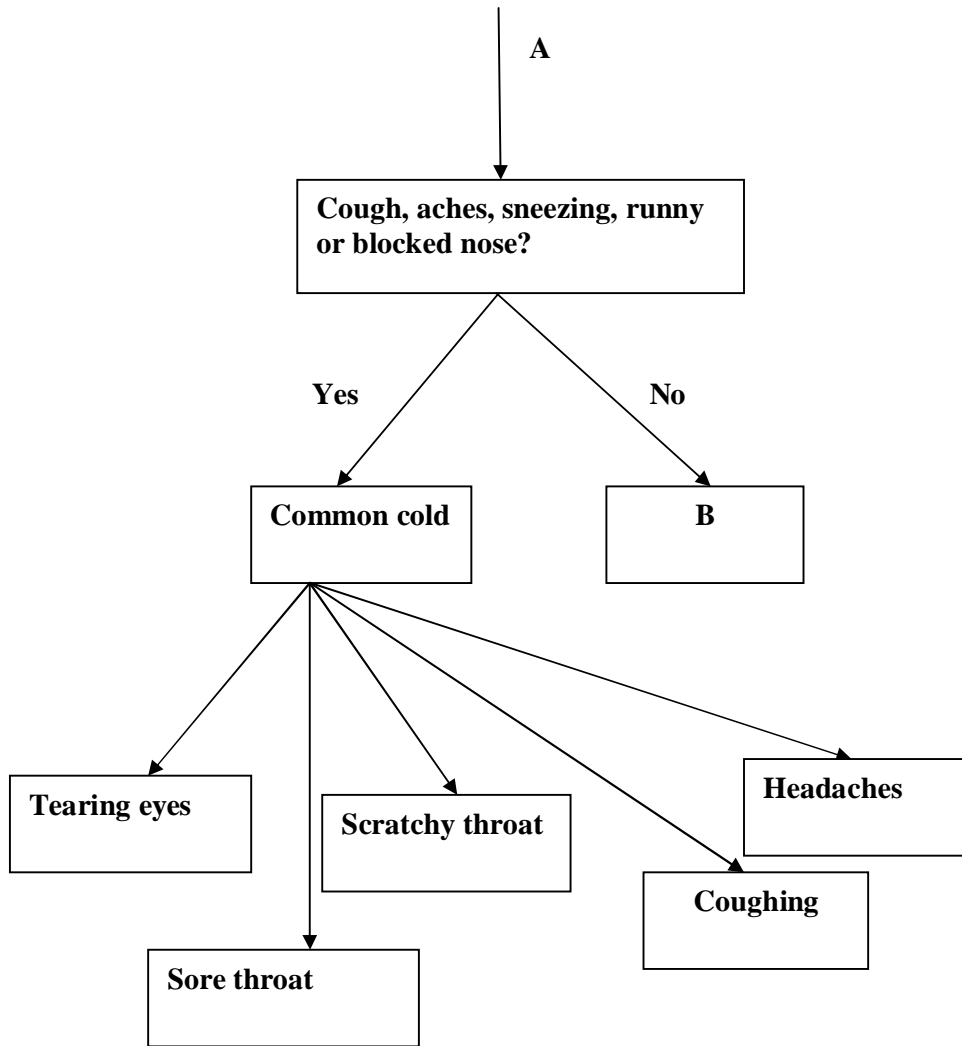 A
Cough, aches, sneezing, runny
or blocked nose?
Yes
No
Common cold
B
Tearing eyes
Scratchy throat
Headaches
Coughing
Sore throat